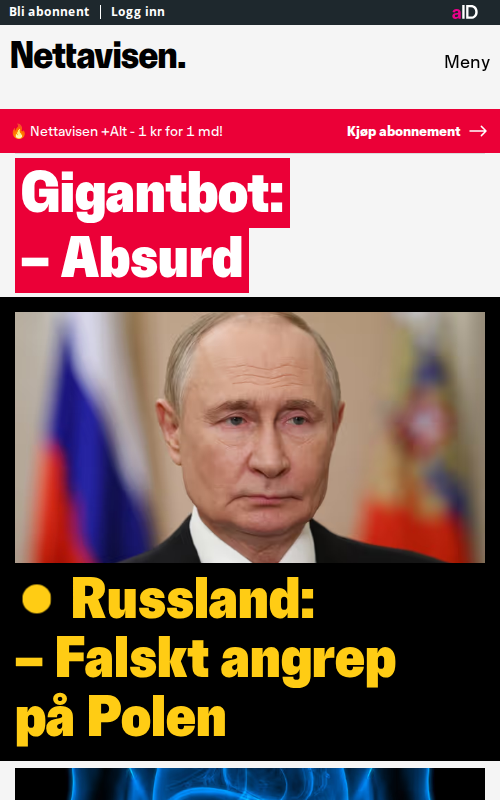 Bli abonnent | Logg inn
aID
Nettavisen.
Meny
🔥 Nettavisen +Alt - 1 kr for 1 md!
Kjøp abonnement →
Gigantbot:
– Absurd
Russland:
– Falskt angrep
på Polen